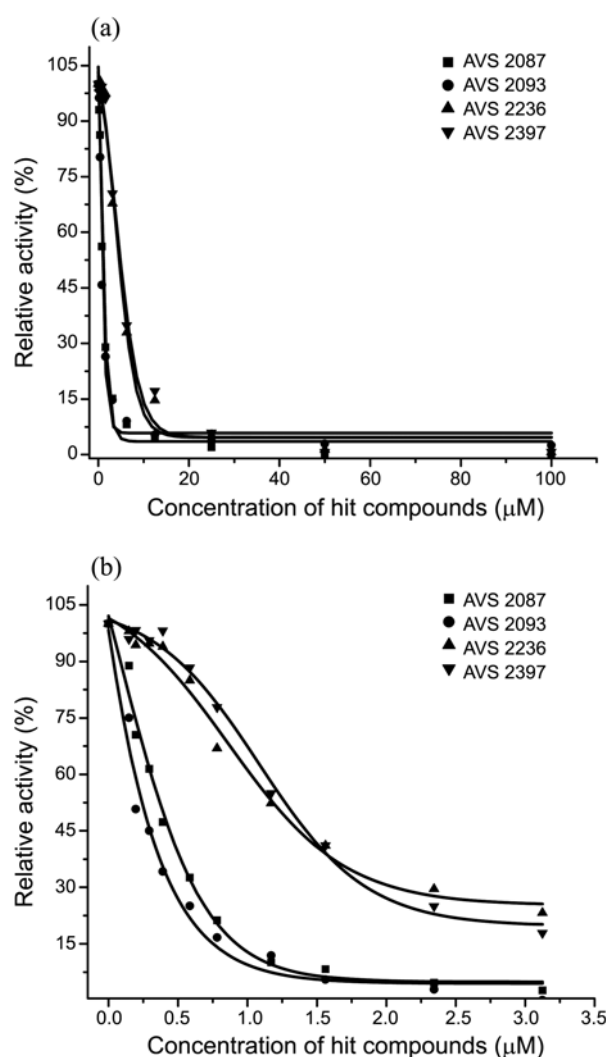 (a)
105
90
75
60
45
30
15
0
Relative activity (%)
AVS 2087
AVS 2093
AVS 2236
AVS 2397
0 20 40 60 80 100
Concentration of hit compounds (μM)
(b)
105
90
75
60
45
30
15
Relative activity (%)
AVS 2087
AVS 2093
AVS 2236
AVS 2397
0.0 0.5 1.0 1.5 2.0 2.5 3.0 3.5
Concentration of hit compounds (μM)